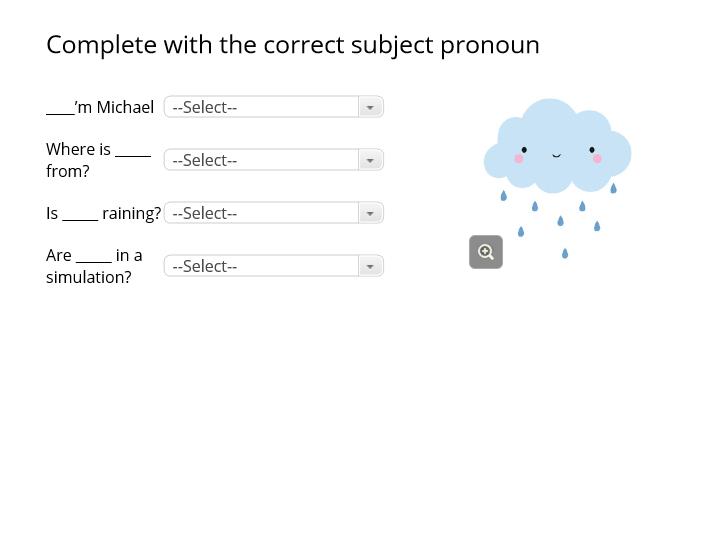 Complete with the correct subject pronoun
____’m Michael
--Select--
Where is _____
from?
--Select--
Is _____ raining?
--Select--
Are _____ in a
simulation?
--Select--